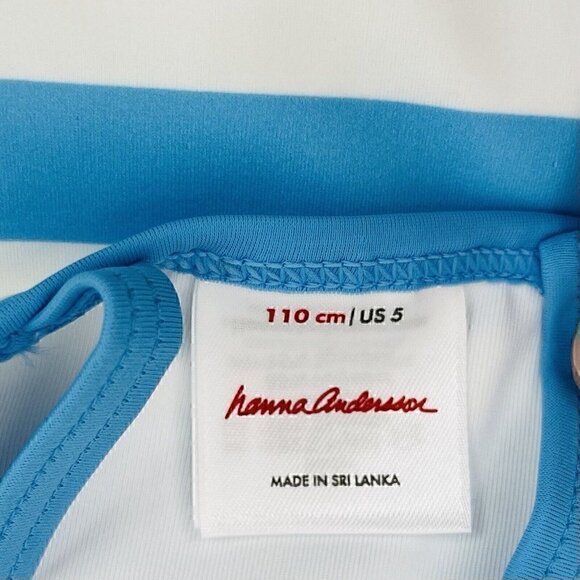 110 cm / US 5
hanna andersson
MADE IN SRI LANKA